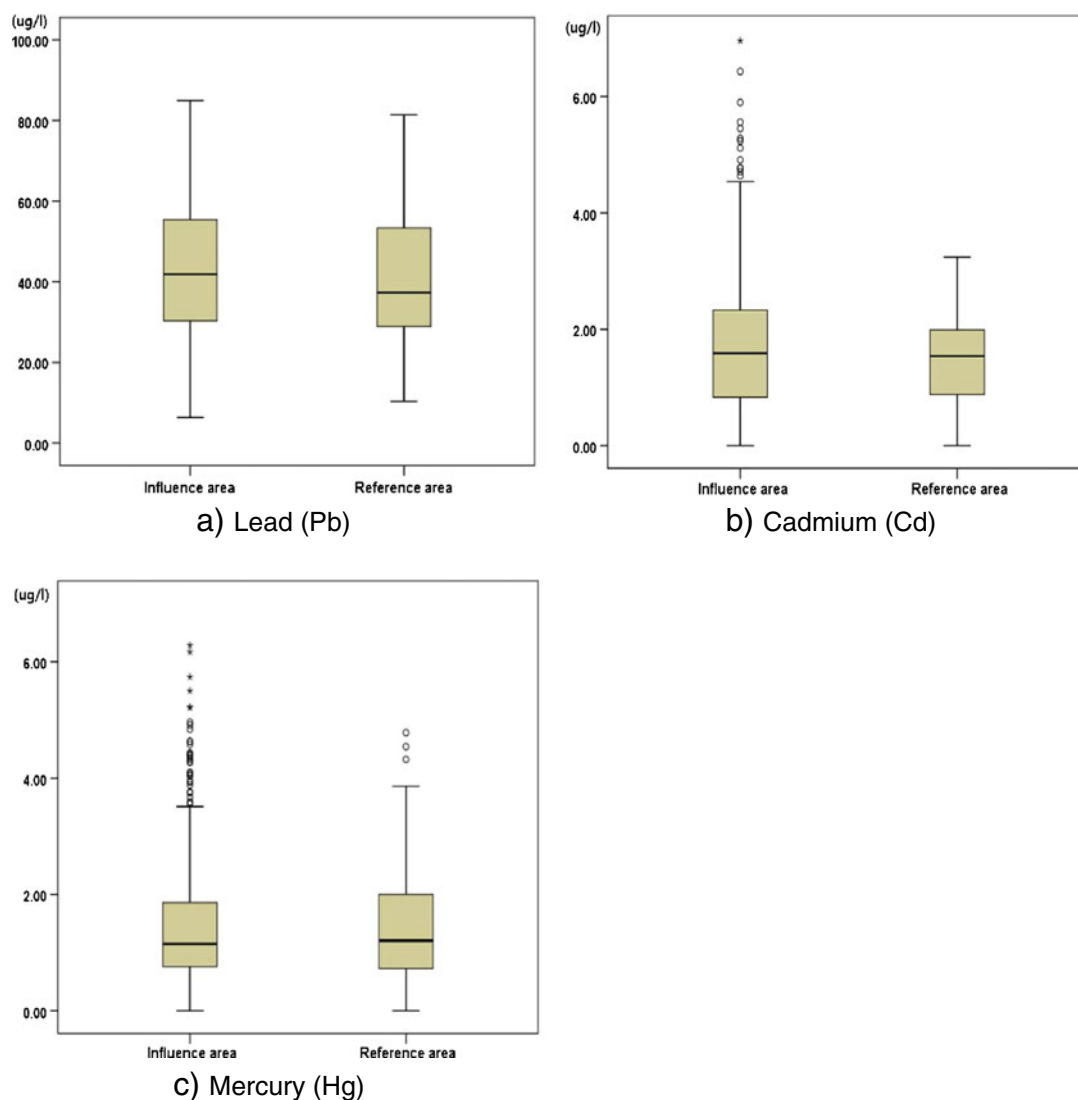 (ug/l)
100.00
80.00
60.00
40.00
20.00
0.00
Influence area Reference area
a) Lead (Pb)
(ug/l)
6.00
4.00
2.00
0.00
Influence area Reference area
b) Cadmium (Cd)
(ug/l)
6.00
4.00
2.00
0.00
Influence area Reference area
c) Mercury (Hg)